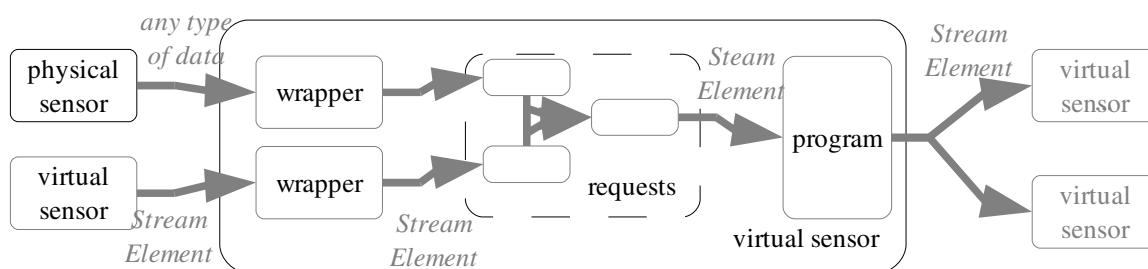 any type
of data
physical
sensor
wrapper
Steam
Element
Stream
Element
virtual
sensor
program
virtual
sensor
wrapper
requests
Stream
Element
Stream
Element
virtual sensor
virtual
sensor